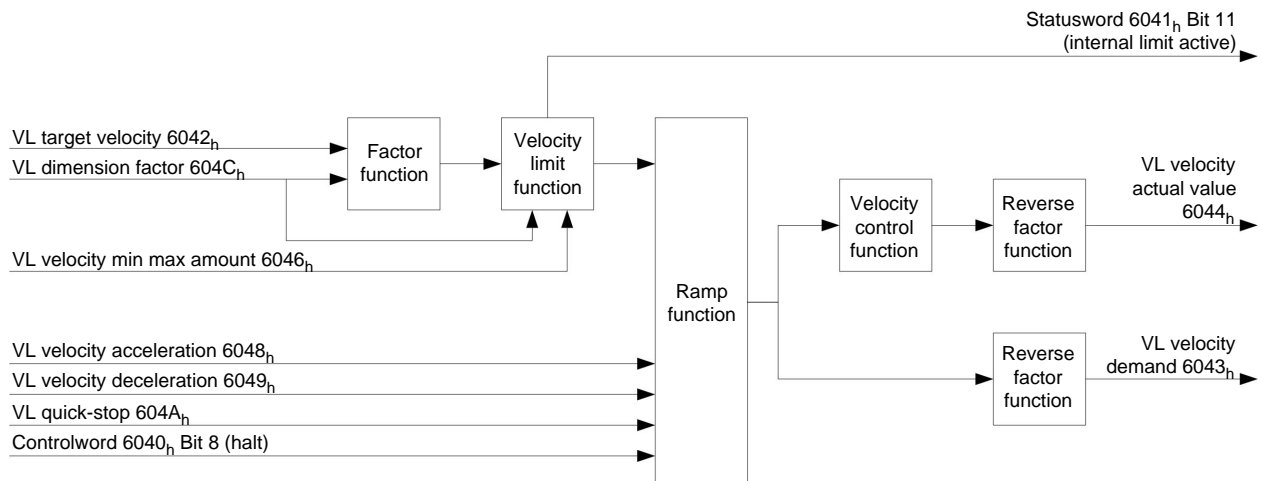 Statusword 6041h Bit 11
(internal limit active)
VL target velocity 6042h
VL dimension factor 604Ch
Factor
function
Velocity
limit
function
VL velocity min max amount 6046h
VL velocity acceleration 6048h
VL velocity deceleration 6049h
VL quick-stop 604Ah
Controlword 6040h Bit 8 (halt)
Ramp
function
Velocity
control
function
Reverse
factor
function
VL velocity
actual value
6044h
Reverse
factor
function
VL velocity
demand 6043h